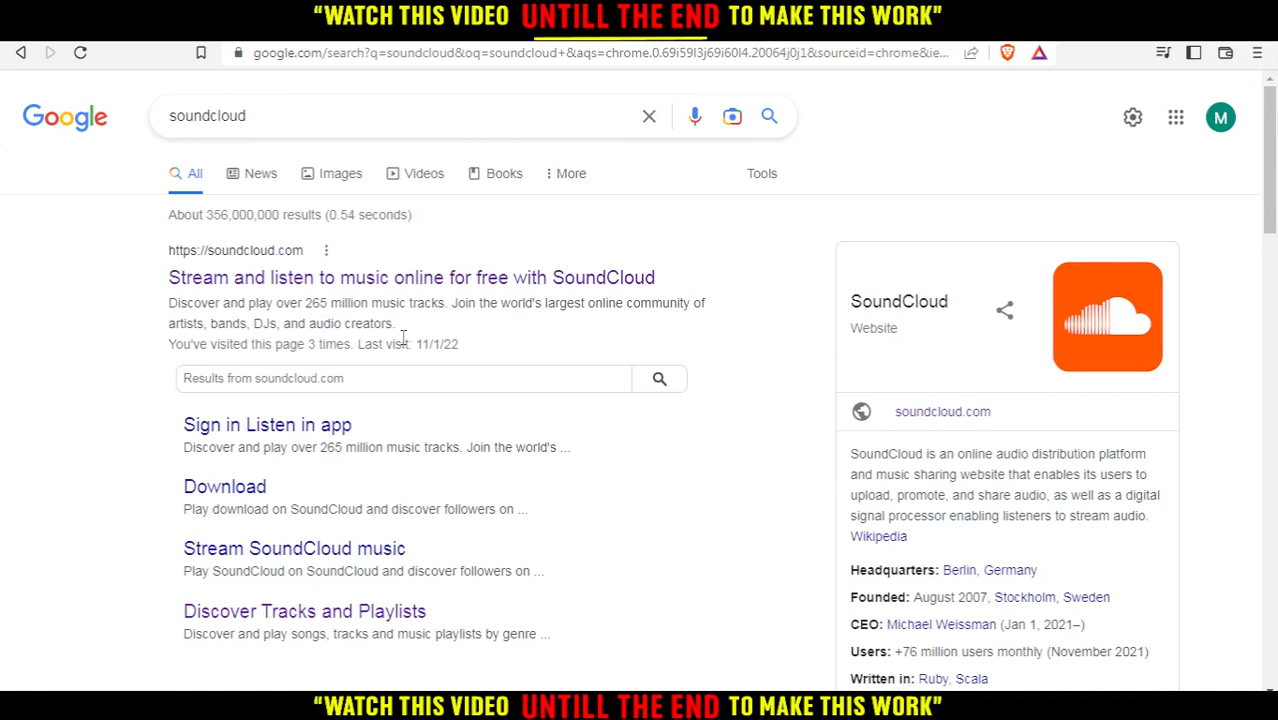 “WATCH THIS VIDEO UNTILL THE END TO MAKE THIS WORK”
google.com/search?q=soundcloud&oq=soundcloud+&aqs=chrome.0.69i59l3j69i60l4.20064j0j1&sourceid=chrome&ie...
Google
soundcloud
M
All
News
Images
Videos
Books
More
Tools
About 356,000,000 results (0.54 seconds)
https://soundcloud.com
Stream and listen to music online for free with SoundCloud
Discover and play over 265 million music tracks. Join the world's largest online community of
artists, bands, DJs, and audio creators.
You've visited this page 3 times. Last visit: 11/1/22
Results from soundcloud.com
Sign in Listen in app
Discover and play over 265 million music tracks. Join the world's ...
Download
Play download on SoundCloud and discover followers on ...
Stream SoundCloud music
Play SoundCloud on SoundCloud and discover followers on ...
Discover Tracks and Playlists
Discover and play songs, tracks and music playlists by genre ...
SoundCloud
Website
soundcloud.com
SoundCloud is an online audio distribution platform
and music sharing website that enables its users to
upload, promote, and share audio, as well as a digital
signal processor enabling listeners to stream audio.
Wikipedia
Headquarters: Berlin, Germany
Founded: August 2007, Stockholm, Sweden
CEO: Michael Weissman (Jan 1, 2021–)
Users: +76 million users monthly (November 2021)
Written in: Ruby, Scala
“WATCH THIS VIDEO UNTILL THE END TO MAKE THIS WORK”